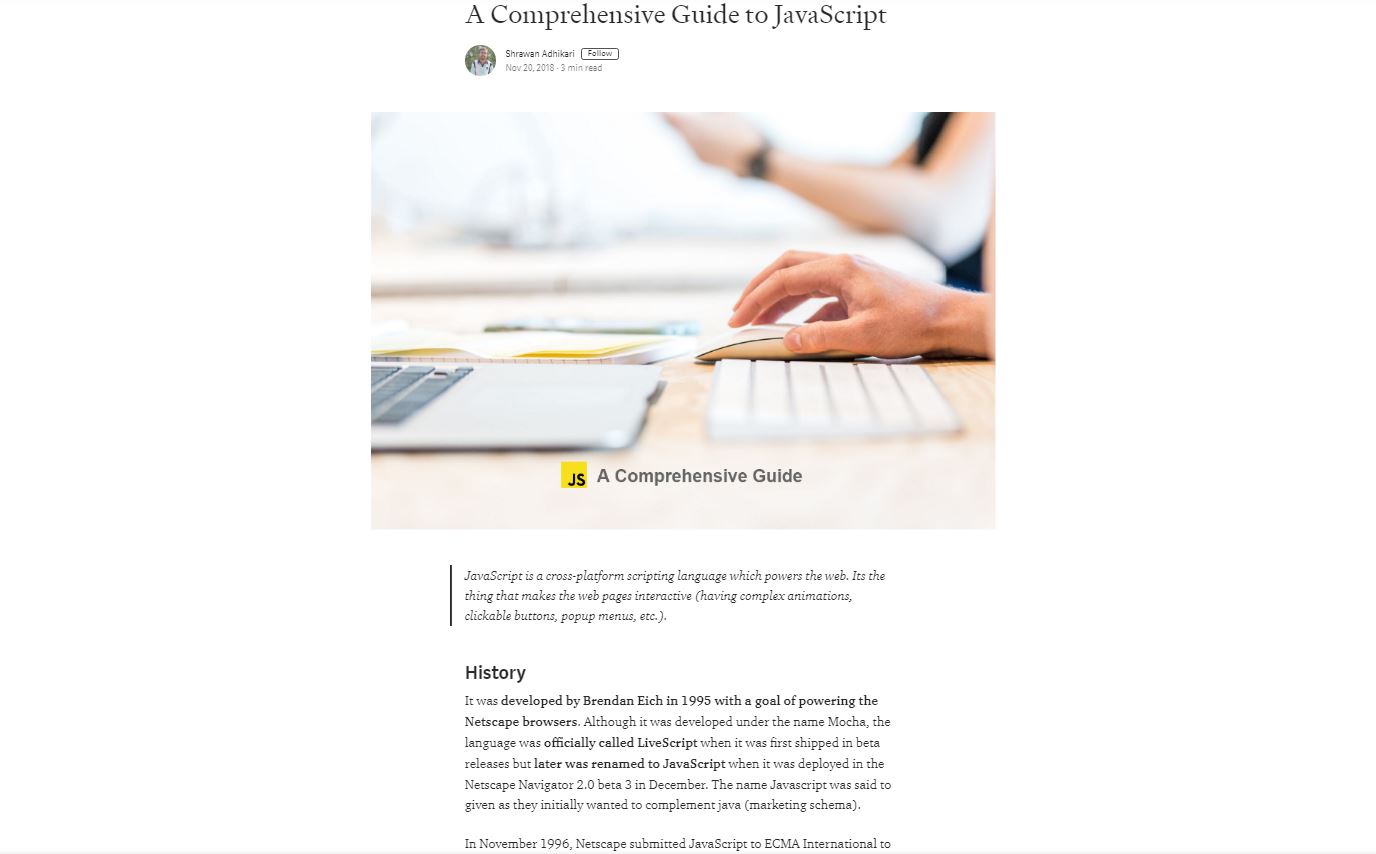 A Comprehensive Guide to JavaScript
Shrawan Adhikari Follow
Nov 20, 2018 · 3 min read
JS A Comprehensive Guide
JavaScript is a cross-platform scripting language which powers the web. Its the
thing that makes the web pages interactive (having complex animations,
clickable buttons, popup menus, etc.).
History
It was developed by Brendan Eich in 1995 with a goal of powering the
Netscape browsers. Although it was developed under the name Mocha, the
language was officially called LiveScript when it was first shipped in beta
releases but later was renamed to JavaScript when it was deployed in the
Netscape Navigator 2.0 beta 3 in December. The name Javascript was said to
given as they initially wanted to complement java (marketing schema).
In November 1996, Netscape submitted JavaScript to ECMA International to